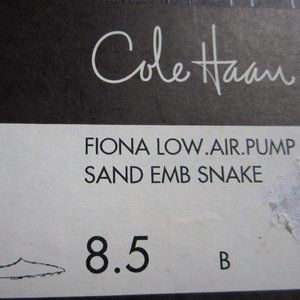 Cole Haan
FIONA LOW.AIR.PUMP
SAND EMB SNAKE
8.5 B